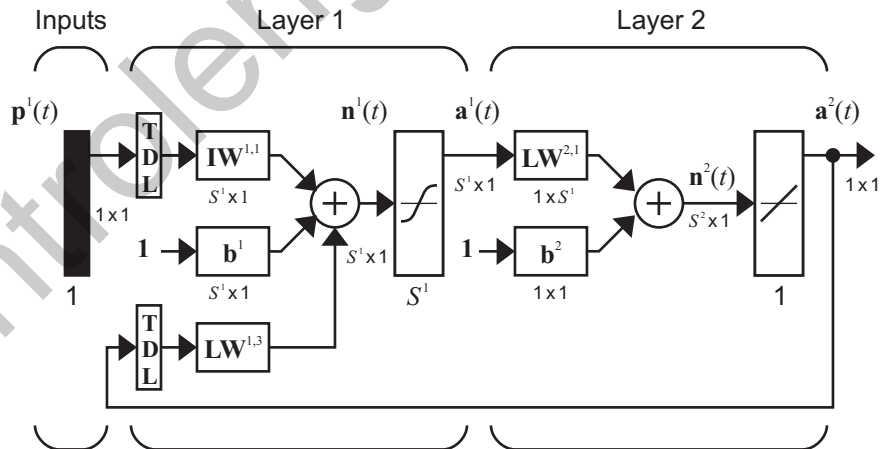 Inputs Layer 1 Layer 2
p¹(t) n¹(t) a¹(t) a²(t)
T D L IW¹,¹ LW²,¹ n²(t)
1 x 1 S¹ x 1 S¹ x 1 1 x S¹ S² x 1 1 x 1
1 b¹ S¹ x 1 1 b²
1 S¹ x 1 S¹ 1 x 1 1
T D L LW¹,³
ntroleng